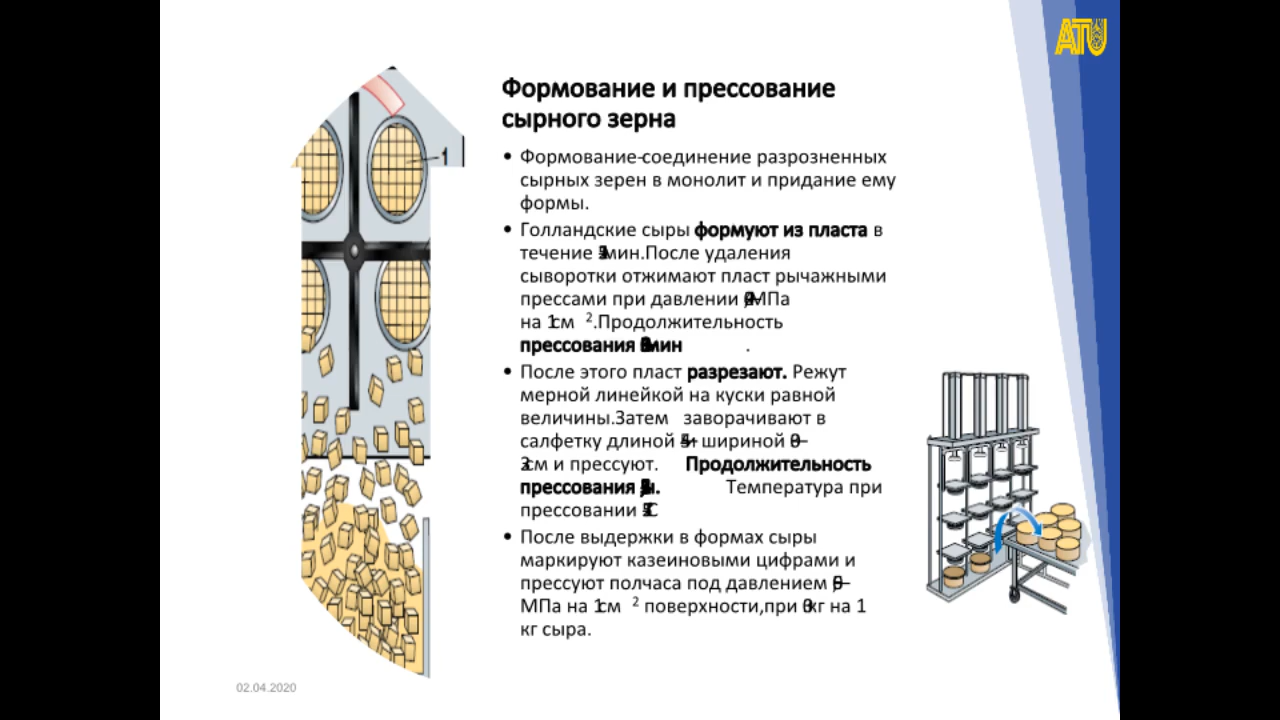 ATU
Формование и прессование
сырного зерна
• Формование-соединение разрозненных
сырных зерен в монолит и придание ему
формы.
• Голландские сыры формуют из пласта в
течение мин.После удаления
сыворотки отжимают пласт рычажными
прессами при давлении МПа
на 1см 2.Продолжительность
прессования мин .
• После этого пласт разрезают. Режут
мерной линейкой на куски равной
величины.Затем заворачивают в
салфетку длиной шириной
см и прессуют. Продолжительность
прессования ч. Температура при
прессовании
• После выдержки в формах сыры
маркируют казеиновыми цифрами и
прессуют полчаса под давлением
МПа на 1см 2 поверхности,при кг на 1
кг сыра.
1
02.04.2020